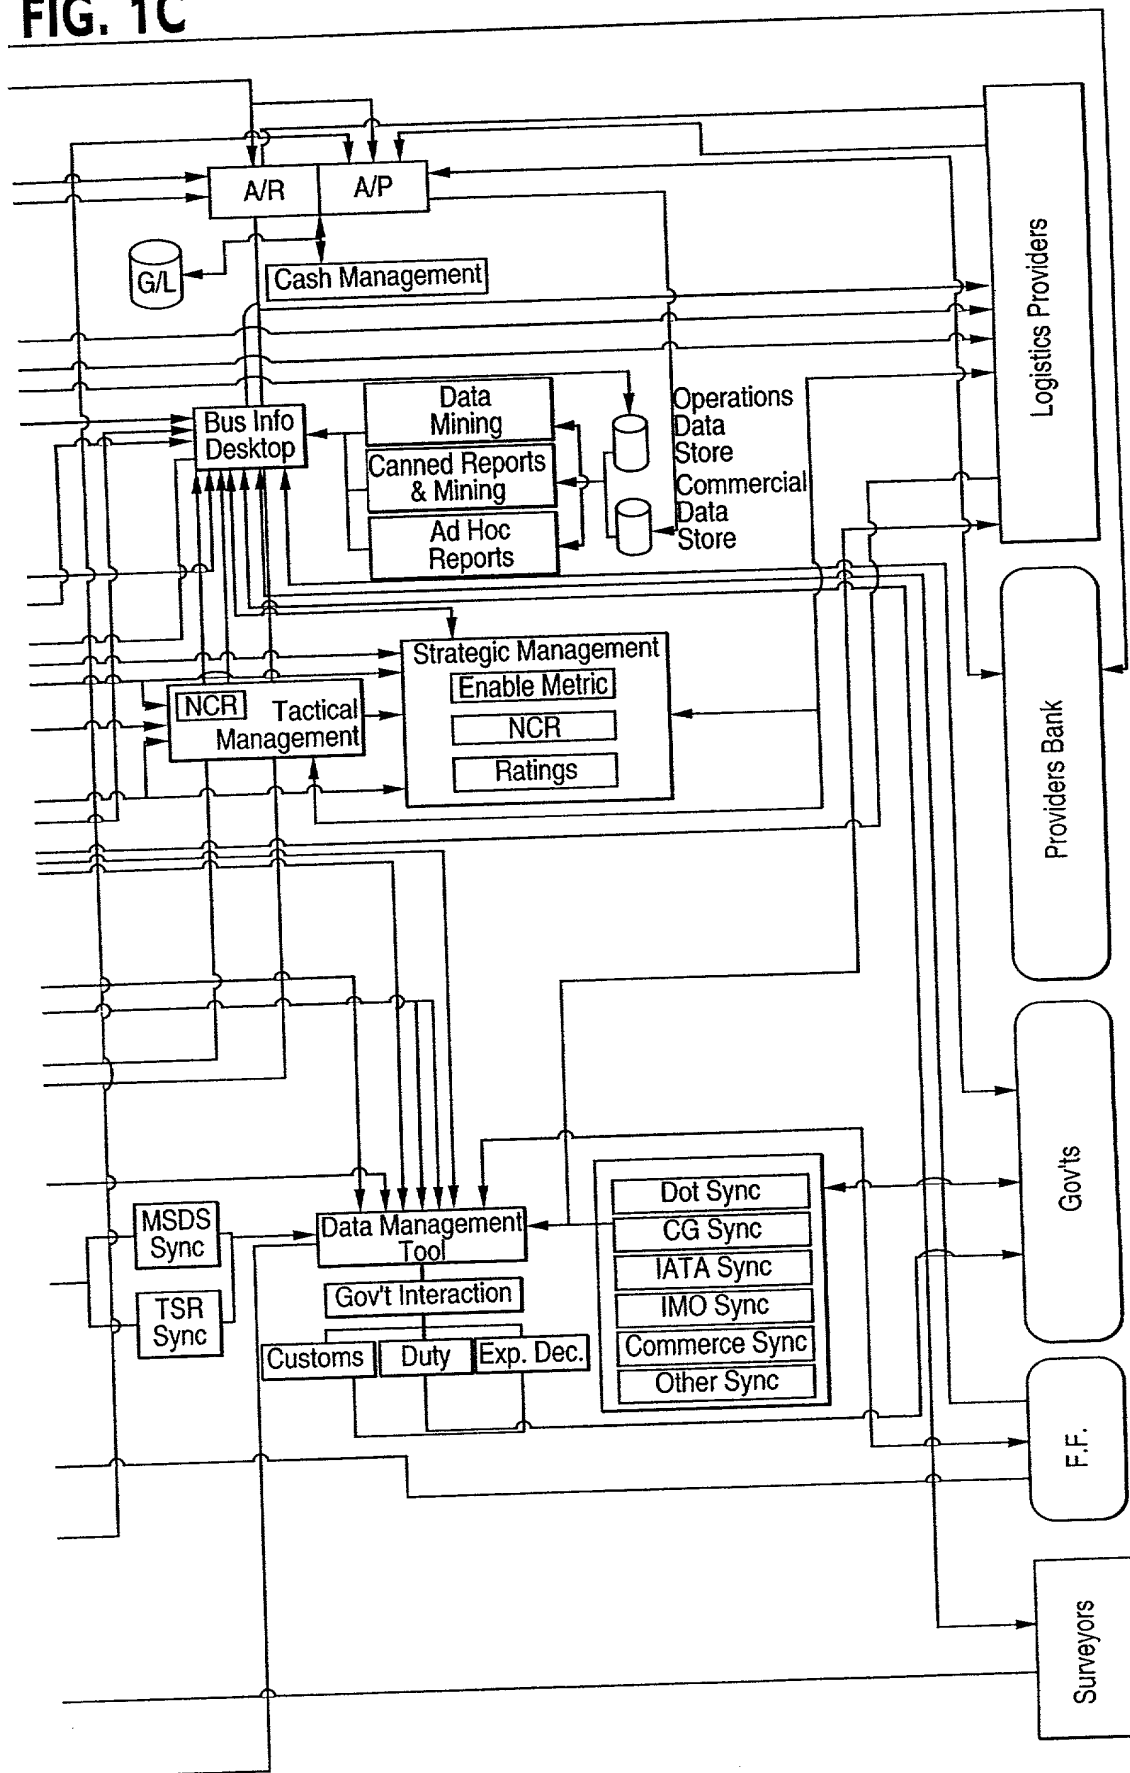 FIG. 1C
A/R
A/P
G/L
Cash Management
Logistics Providers
Bus Info
Desktop
Data
Mining
Canned Reports
& Mining
Ad Hoc
Reports
Operations
Data
Store
Commercial
Data
Store
Strategic Management
Enable Metric
NCR
Ratings
NCR
Tactical
Management
Providers Bank
Gov'ts
MSDS
Sync
TSR
Sync
Data Management
Tool
Gov't Interaction
Customs
Duty
Exp. Dec.
Dot Sync
CG Sync
IATA Sync
IMO Sync
Commerce Sync
Other Sync
F.F.
Surveyors